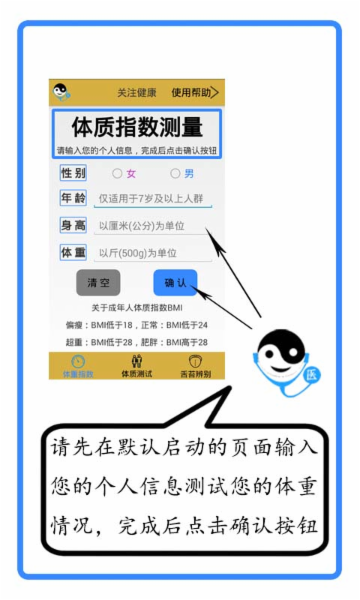 关注健康 使用帮助
体质指数测量
请输入您的个人信息，完成后点击确认按钮
性别 女 男
年龄 仅适用于7岁及以上人群
身高 以厘米(公分)为单位
体重 以斤(500g)为单位
清空 确认
关于成年人体质指数BMI
偏瘦：BMI低于18，正常：BMI低于24
超重：BMI低于28，肥胖：BMI高于28
体重指数 体质测试 舌苔辨别
医
请先在默认启动的页面输入
您的个人信息测试您的体重
情况，完成后点击确认按钮